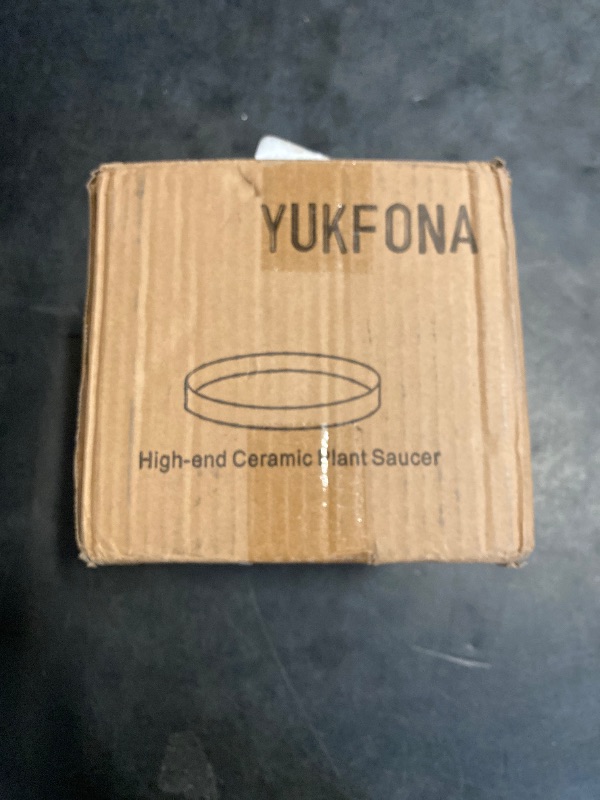 YUKFONA
High-end Ceramic Plant Saucer